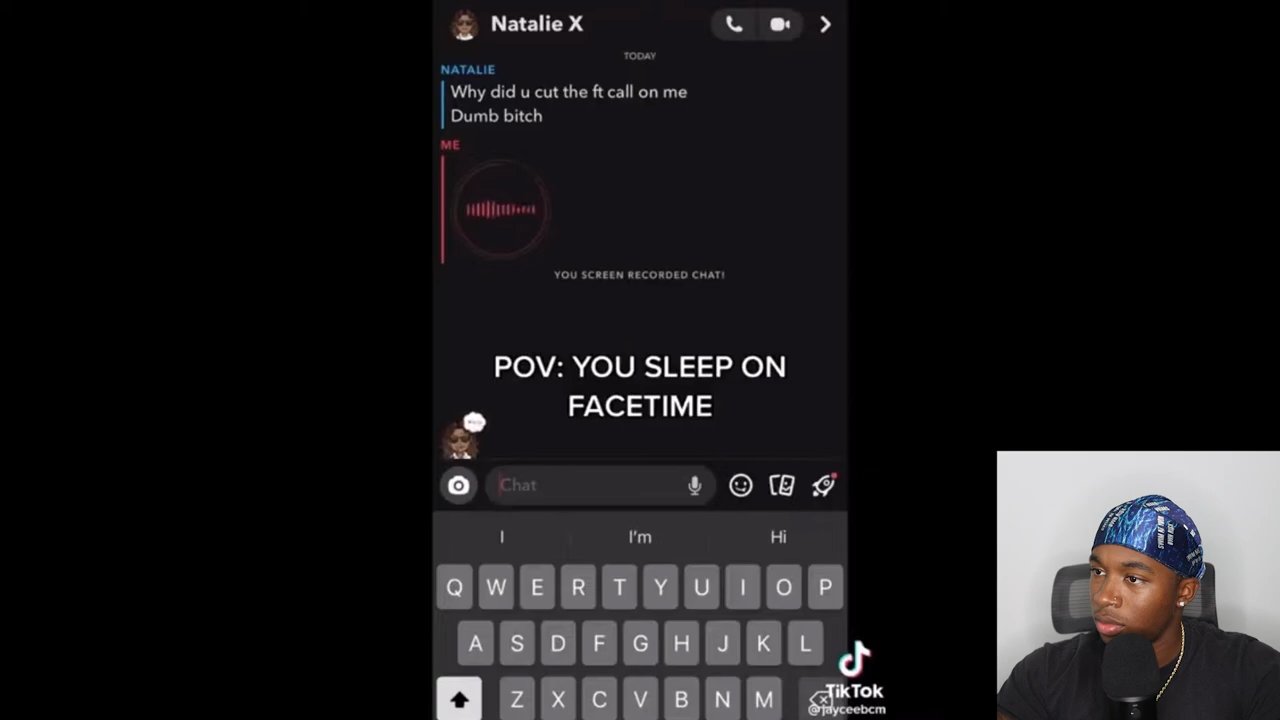 Natalie X
TODAY
NATALIE
Why did u cut the ft call on me
Dumb bitch
ME
YOU SCREEN RECORDED CHAT!
POV: YOU SLEEP ON
FACETIME
Chat
I I'm Hi
Q W E R T Y U I O P
A S D F G H J K L
Z X C V B N M
TikTok
@jayceebcm